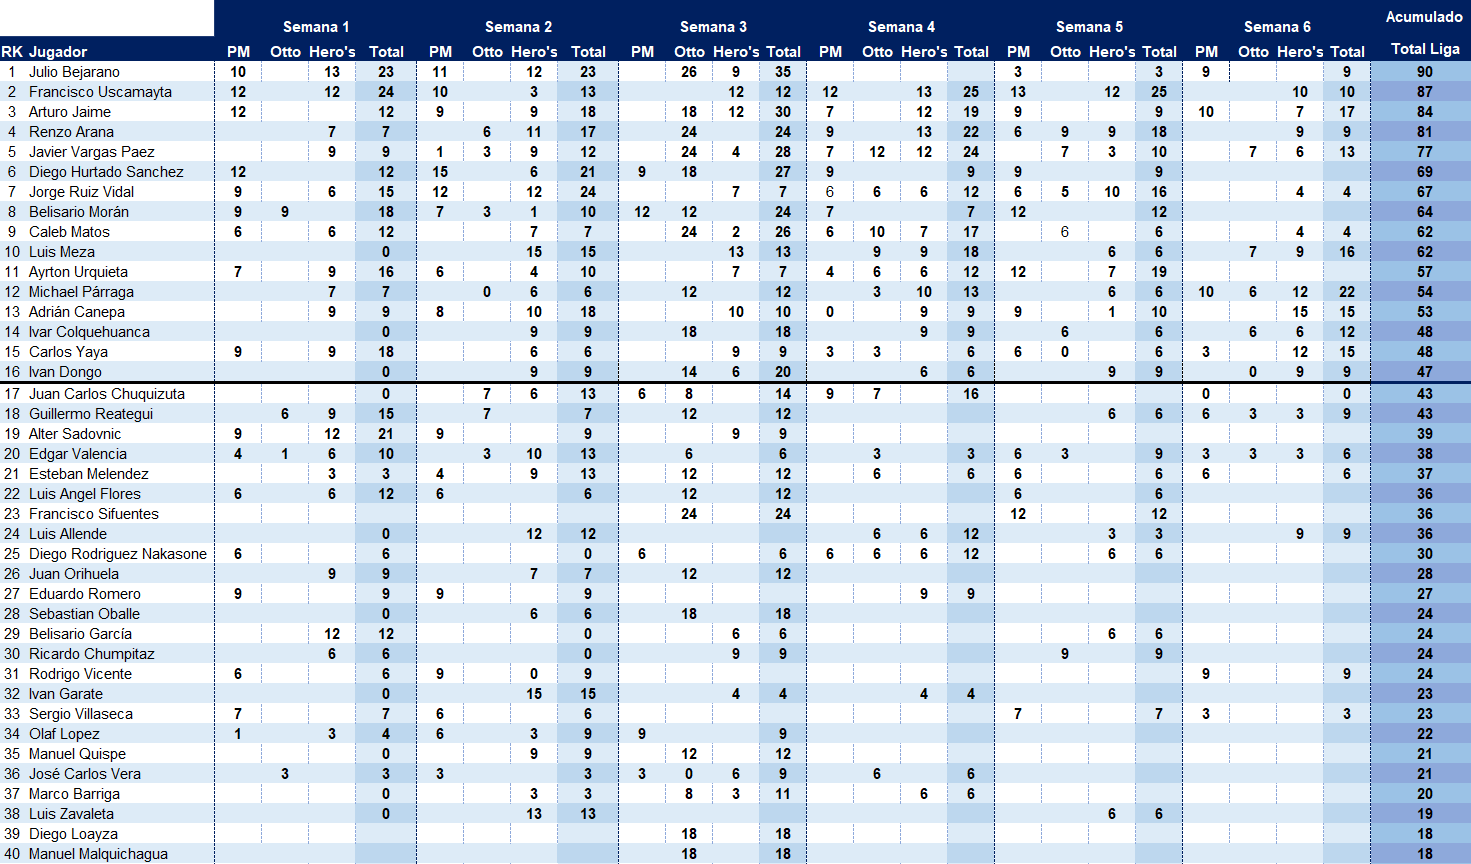 Acumulado
Semana 1 Semana 2 Semana 3 Semana 4 Semana 5 Semana 6
RK Jugador PM Otto Hero's Total PM Otto Hero's Total PM Otto Hero's Total PM Otto Hero's Total PM Otto Hero's Total PM Otto Hero's Total Total Liga
1 Julio Bejarano 10 13 23 11 12 23 26 9 35 3 3 9 9 90
2 Francisco Uscamayta 12 12 24 10 3 13 12 12 12 13 25 13 12 25 10 10 87
3 Arturo Jaime 12 12 9 9 18 18 12 30 7 12 19 9 9 10 7 17 84
4 Renzo Arana 7 7 6 11 17 24 24 9 13 22 6 9 9 18 9 9 81
5 Javier Vargas Paez 9 9 1 3 9 12 24 4 28 7 12 12 24 7 3 10 7 6 13 77
6 Diego Hurtado Sanchez 12 12 15 6 21 9 18 27 9 9 9 9 69
7 Jorge Ruiz Vidal 9 6 15 12 12 24 7 7 6 6 6 12 6 5 10 16 4 4 67
8 Belisario Morán 9 9 18 7 3 1 10 12 12 24 7 7 12 12 64
9 Caleb Matos 6 6 12 7 7 24 2 26 6 10 7 17 6 6 4 4 62
10 Luis Meza 0 15 15 13 13 9 9 18 6 6 7 9 16 62
11 Ayrton Urquieta 7 9 16 6 4 10 7 7 4 6 6 12 12 7 19 57
12 Michael Párraga 7 7 0 6 6 12 12 3 10 13 6 6 10 6 12 22 54
13 Adrián Canepa 9 9 8 10 18 10 10 0 9 9 9 1 10 15 15 53
14 Ivar Colquehuanca 0 9 9 18 18 9 9 6 6 6 6 12 48
15 Carlos Yaya 9 9 18 6 6 9 9 3 3 6 6 0 6 3 12 15 48
16 Ivan Dongo 0 9 9 14 6 20 6 6 9 9 0 9 9 47
17 Juan Carlos Chuquizuta 0 7 6 13 6 8 14 9 7 16 0 0 43
18 Guillermo Reategui 6 9 15 7 7 12 12 6 6 6 3 3 9 43
19 Alter Sadovnic 9 12 21 9 9 9 9 39
20 Edgar Valencia 4 1 6 10 3 10 13 6 6 3 3 6 3 9 3 3 3 6 38
21 Esteban Melendez 3 3 4 9 13 12 12 6 6 6 6 6 6 37
22 Luis Angel Flores 6 6 12 6 6 12 12 6 6 36
23 Francisco Sifuentes 24 24 12 12 36
24 Luis Allende 0 12 12 6 6 12 3 3 9 9 36
25 Diego Rodriguez Nakasone 6 6 0 6 6 6 6 6 12 6 6 30
26 Juan Orihuela 9 9 7 7 12 12 28
27 Eduardo Romero 9 9 9 9 9 9 27
28 Sebastian Oballe 0 6 6 18 18 24
29 Belisario García 12 12 0 6 6 6 6 24
30 Ricardo Chumpitaz 6 6 0 9 9 9 9 24
31 Rodrigo Vicente 6 6 9 0 9 9 9 24
32 Ivan Garate 0 15 15 4 4 4 4 23
33 Sergio Villaseca 7 7 6 6 7 7 3 3 23
34 Olaf Lopez 1 3 4 6 3 9 9 9 22
35 Manuel Quispe 0 9 9 12 12 21
36 José Carlos Vera 3 3 3 3 3 0 6 9 6 6 21
37 Marco Barriga 0 3 3 8 3 11 6 6 20
38 Luis Zavaleta 0 13 13 6 6 19
39 Diego Loayza 18 18 18
40 Manuel Malquichagua 18 18 18